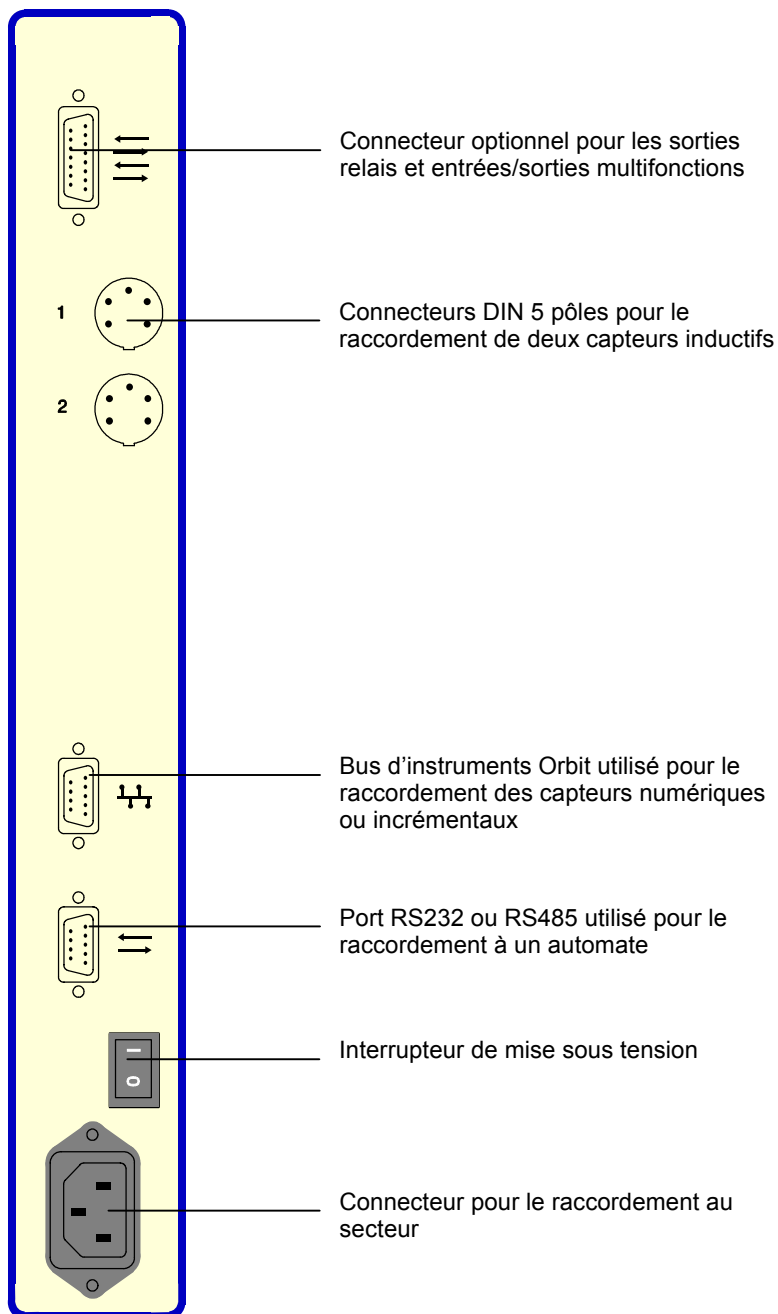 Connecteur optionnel pour les sorties
relais et entrées/sorties multifonctions
1
Connecteurs DIN 5 pôles pour le
raccordement de deux capteurs inductifs
2
Bus d’instruments Orbit utilisé pour le
raccordement des capteurs numériques
ou incrémentaux
Port RS232 ou RS485 utilisé pour le
raccordement à un automate
I
O
Interrupteur de mise sous tension
Connecteur pour le raccordement au
secteur